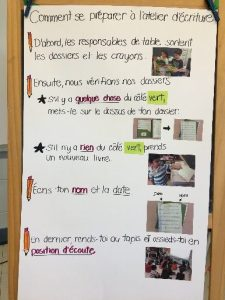 Comment se préparer à l'atelier d'écriture
D'abord, les responsables de table sortent
les dossiers et les crayons.
Ensuite, nous vérifions nos dossiers
S'il y a quelque chose du côté vert,
mets-le sur le dessus de ton dossier:
S'il n'y a rien du côté vert, prends
un nouveau livre.
Écris ton nom et la date
En dernier rends-toi au tapis et assieds-toi en
position d'écoute.